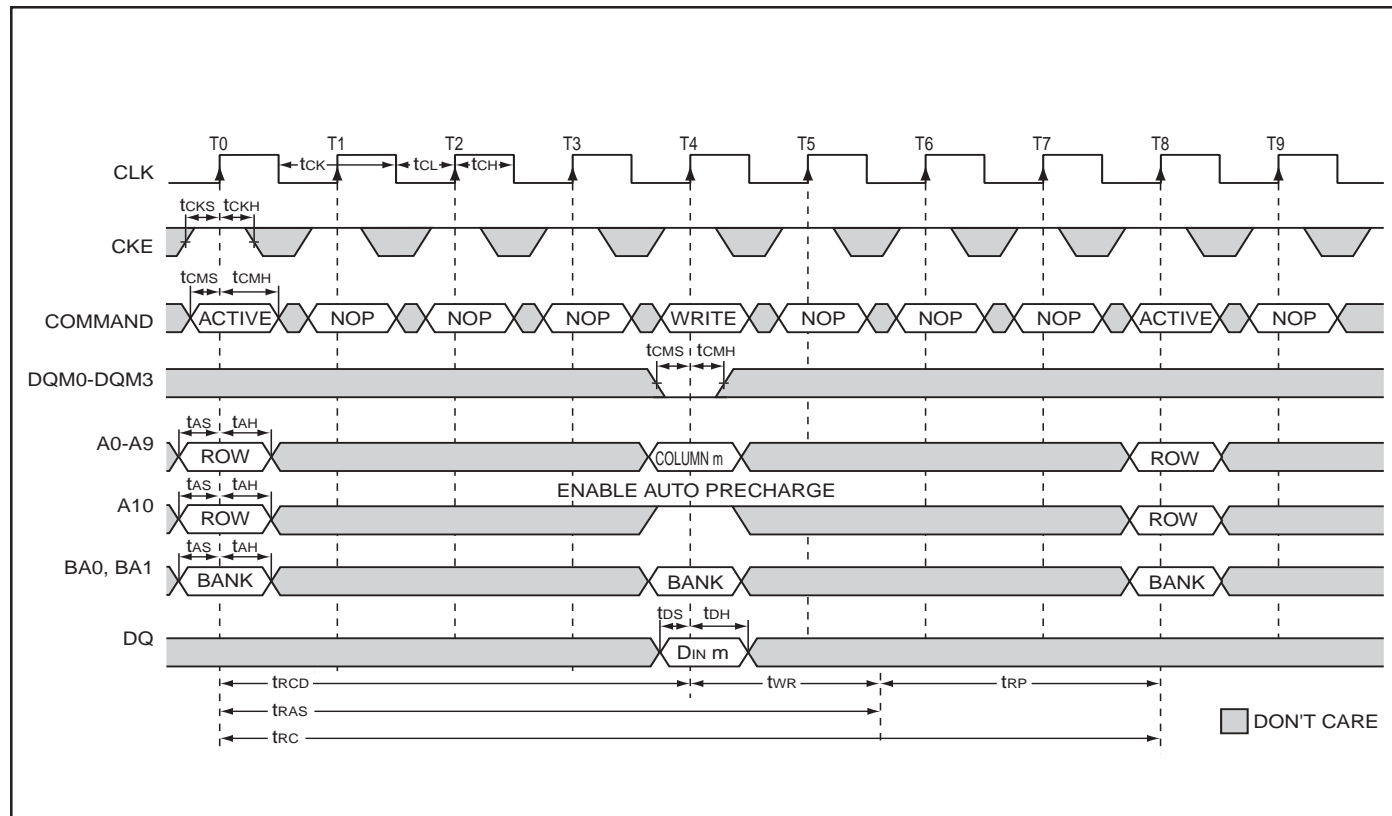 T0 T1 T2 T3 T4 T5 T6 T7 T8 T9
CLK tCK tCL tCH
tCKS tCKH
CKE
tCMS tCMH
COMMAND ACTIVE NOP NOP NOP WRITE NOP NOP NOP ACTIVE NOP
tCMS tCMH
DQM0-DQM3
tAS tAH
A0-A9 ROW COLUMN m ROW
tAS tAH ENABLE AUTO PRECHARGE
A10 ROW ROW
tAS tAH
BA0, BA1 BANK BANK BANK
tDS tDH
DQ DIN m
tRCD tWR tRP
tRAS
tRC
DON'T CARE